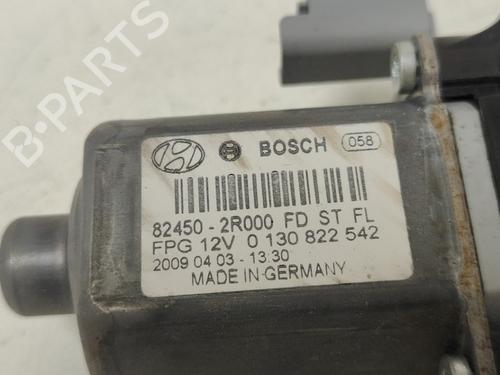 B-PARTS
BOSCH 058
82450-2R000 FD ST FL
FPG 12V 0 130 822 542
2009 04 03 - 13:30
MADE IN GERMANY